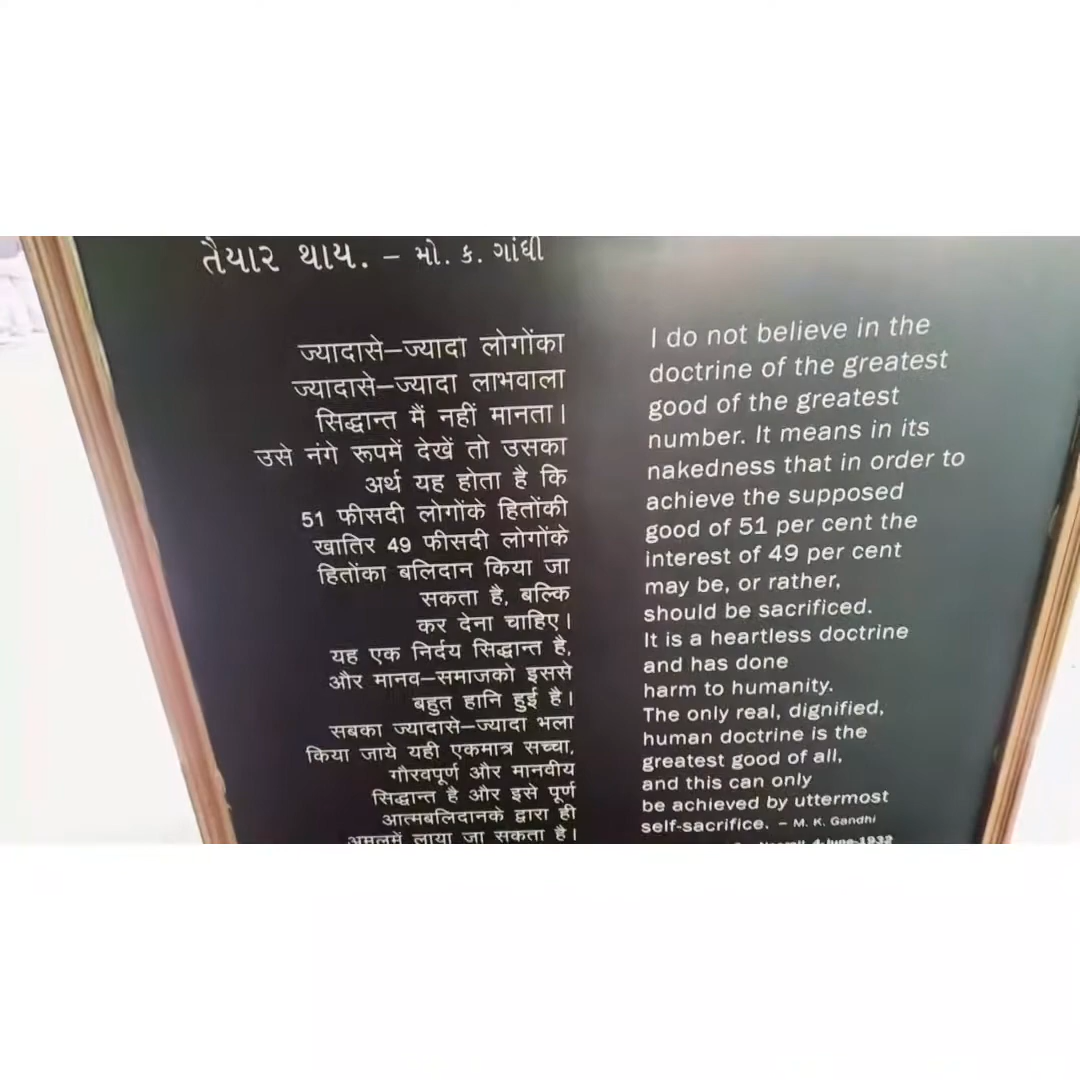 તૈયાર થાય. – મો. ક. ગાંધી
ज्यादासे–ज्यादा लोगोंका
ज्यादासे–ज्यादा लाभवाला
सिद्धान्त मैं नहीं मानता।
उसे नंगे रूपमें देखें तो उसका
अर्थ यह होता है कि
51 फीसदी लोगोंके हितोंकी
खातिर 49 फीसदी लोगोंके
हितोंका बलिदान किया जा
सकता है, बल्कि
कर देना चाहिए।
यह एक निर्दय सिद्धान्त है,
और मानव–समाजको इससे
बहुत हानि हुई है।
सबका ज्यादासे–ज्यादा भला
किया जाये यही एकमात्र सच्चा,
गौरवपूर्ण और मानवीय
सिद्धान्त है और इसे पूर्ण
आत्मबलिदानके द्वारा ही
अमलमें लाया जा सकता है।
I do not believe in the
doctrine of the greatest
good of the greatest
number. It means in its
nakedness that in order to
achieve the supposed
good of 51 per cent the
interest of 49 per cent
may be, or rather,
should be sacrificed.
It is a heartless doctrine
and has done
harm to humanity.
The only real, dignified,
human doctrine is the
greatest good of all,
and this can only
be achieved by uttermost
self-sacrifice. – M. K. Gandhi
4-June-1932